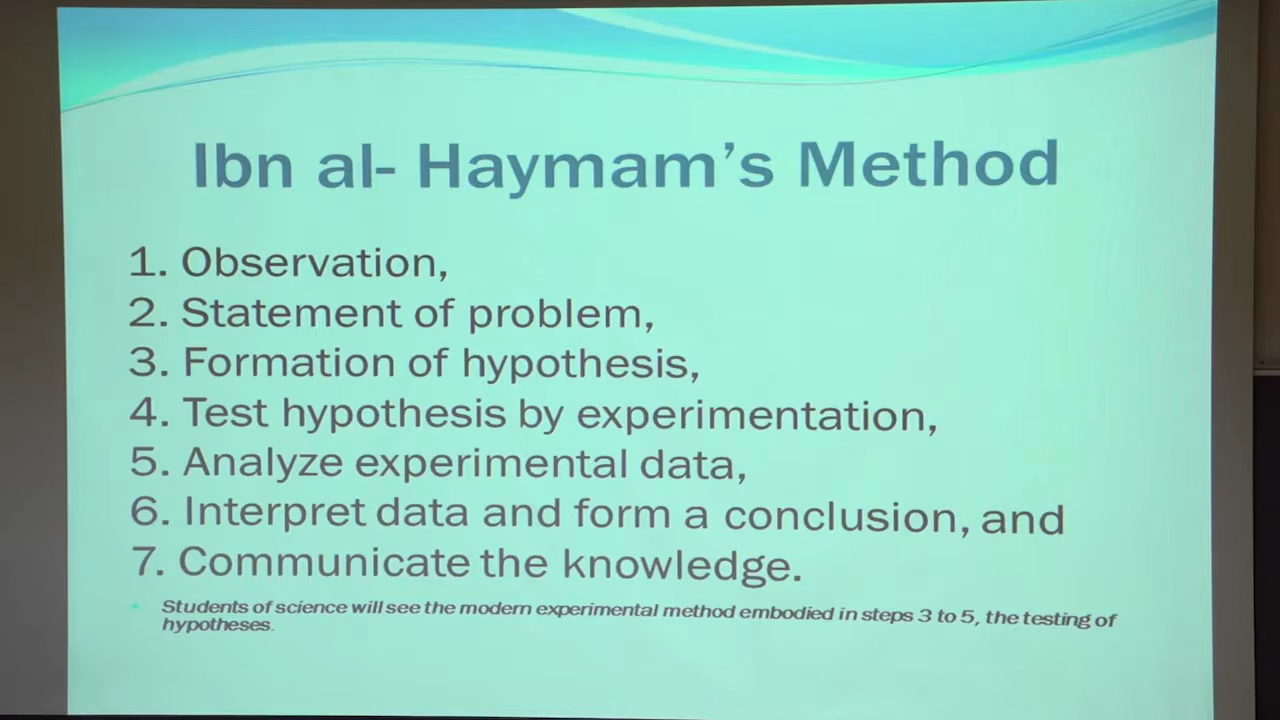 Ibn al- Haymam’s Method
1. Observation,
2. Statement of problem,
3. Formation of hypothesis,
4. Test hypothesis by experimentation,
5. Analyze experimental data,
6. Interpret data and form a conclusion, and
7. Communicate the knowledge.
Students of science will see the modern experimental method embodied in steps 3 to 5, the testing of
hypotheses.